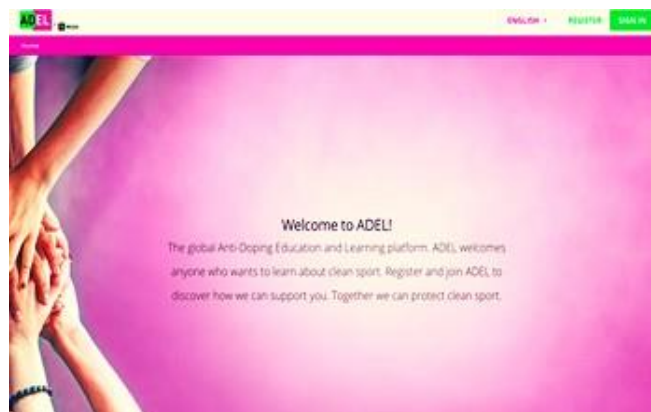 ADEL
ENGLISH REGISTER SIGN IN
Home
Welcome to ADEL!
The global Anti-Doping Education and Learning platform. ADEL welcomes
anyone who wants to learn about clean sport. Register and join ADEL to
discover how we can support you. Together we can protect clean sport.